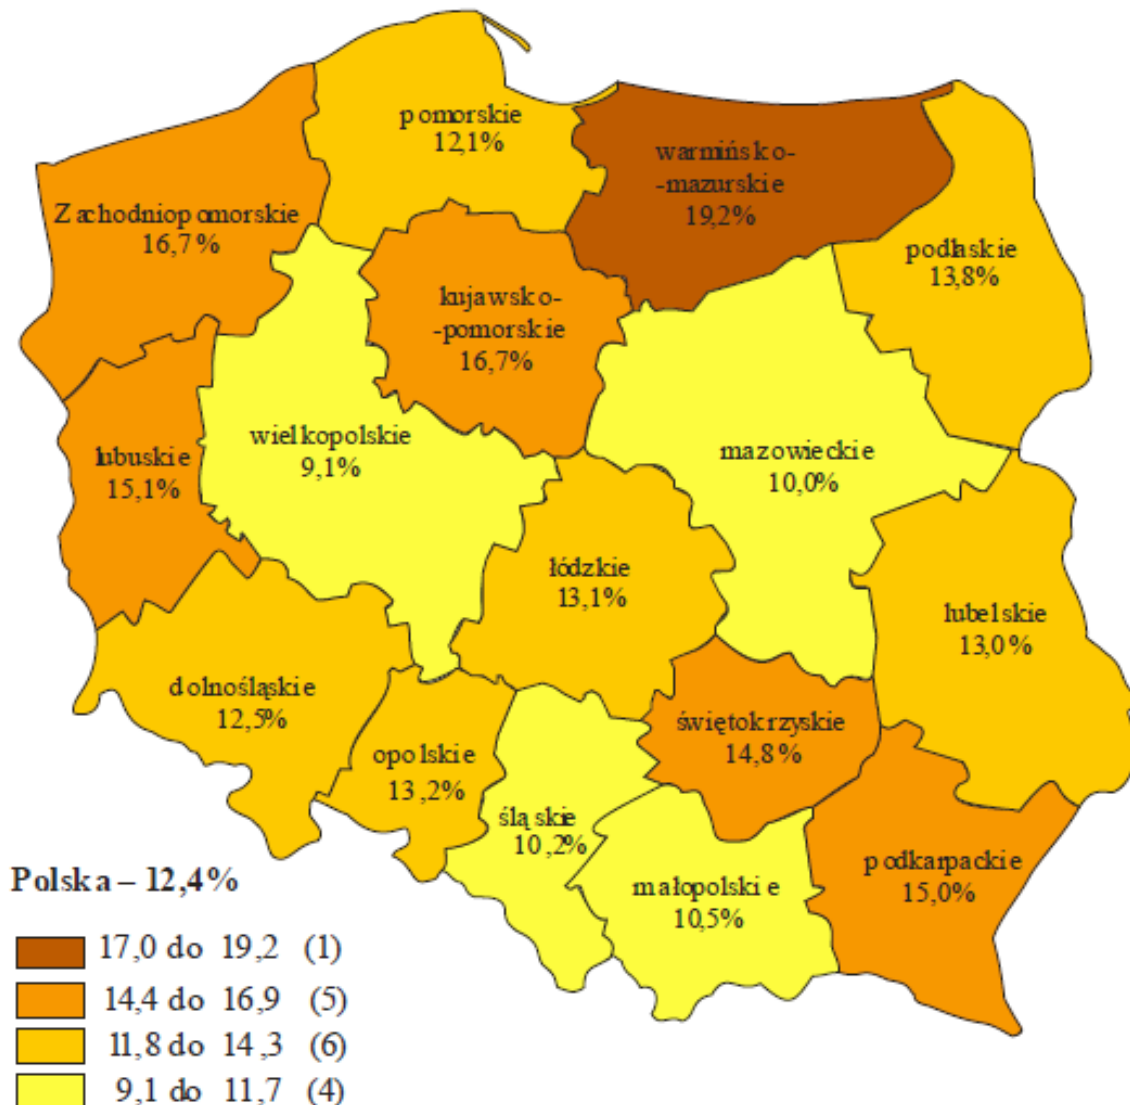 pomorskie
12,1%
warmińsko-
-mazurskie
19,2%
Zachodniopomorskie
16,7%
podlaskie
13,8%
kujawsko-
-pomorskie
16,7%
wielkopolskie
9,1%
mazowieckie
10,0%
lubuskie
15,1%
łódzkie
13,1%
lubelskie
13,0%
dolnośląskie
12,5%
świętokrzyskie
14,8%
opolskie
13,2%
śląskie
10,2%
podkarpackie
15,0%
małopolskie
10,5%
Polska – 12,4%
17,0 do 19,2 (1)
14,4 do 16,9 (5)
11,8 do 14,3 (6)
9,1 do 11,7 (4)